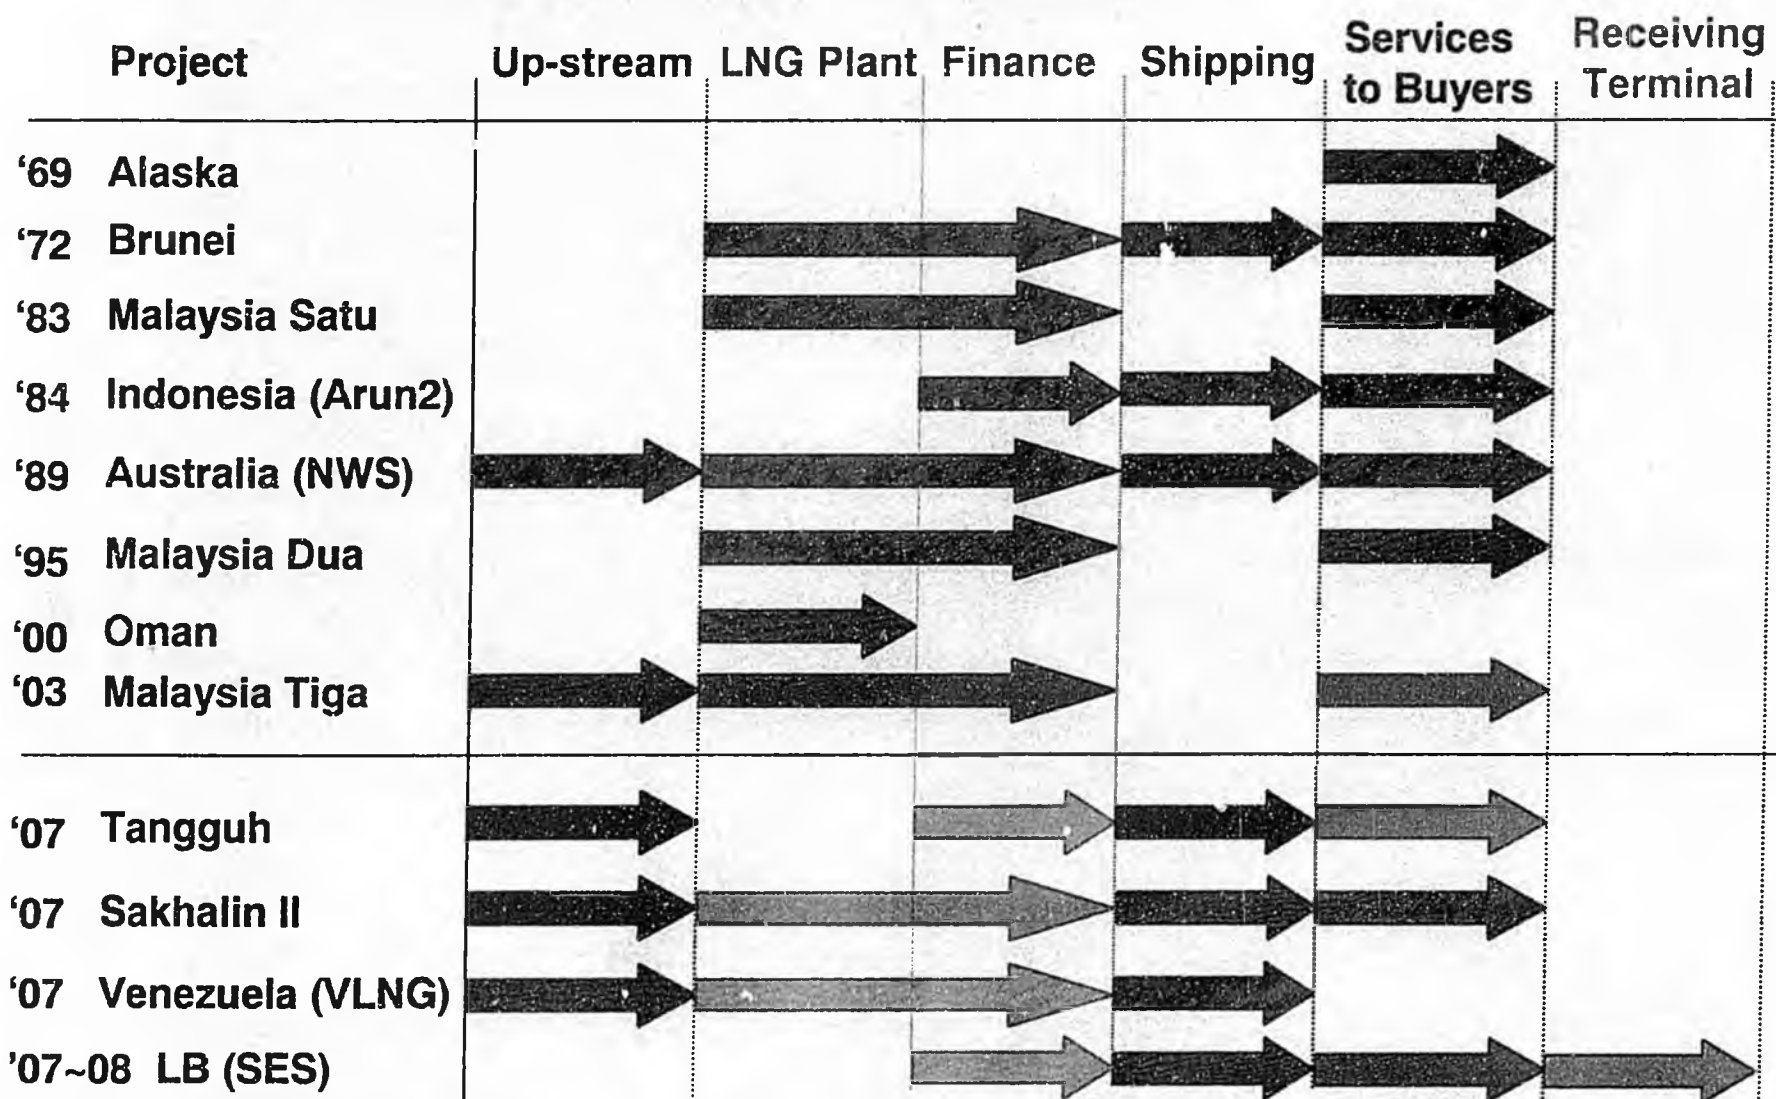 Project Up-stream LNG Plant Finance Shipping Services to Buyers Receiving Terminal
‘69 Alaska
‘72 Brunei
‘83 Malaysia Satu
‘84 Indonesia (Arun2)
‘89 Australia (NWS)
‘95 Malaysia Dua
‘00 Oman
‘03 Malaysia Tiga
‘07 Tangguh
‘07 Sakhalin II
‘07 Venezuela (VLNG)
’07~08 LB (SES)